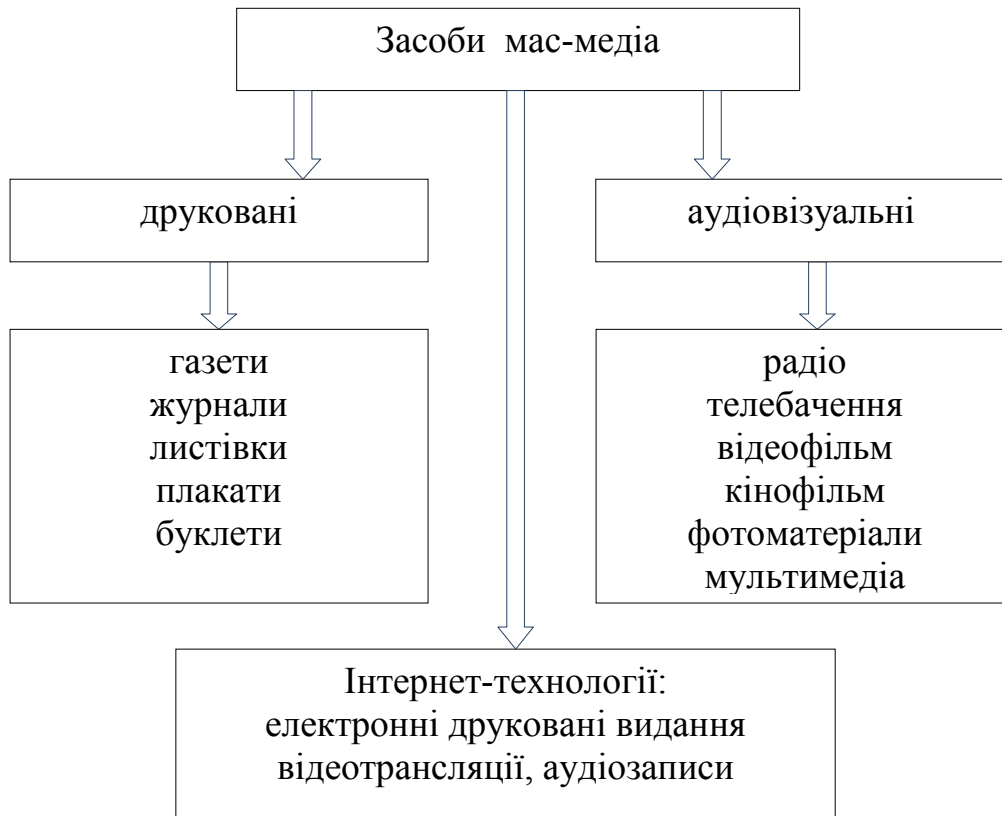 Засоби мас-медіа
друковані
аудіовізуальні
газети
журнали
листівки
плакати
буклети
радіо
телебачення
відеофільм
кінофільм
фотоматеріали
мультимедіа
Інтернет-технології:
електронні друковані видання
відеотрансляції, аудіозаписи